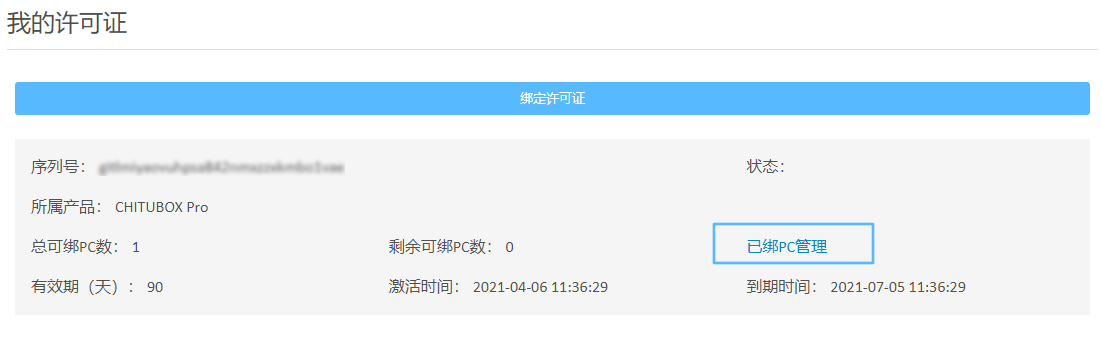 我的许可证
绑定许可证
序列号： 状态：
所属产品： CHITUBOX Pro
总可绑PC数： 1 剩余可绑PC数： 0 已绑PC管理
有效期（天）： 90 激活时间： 2021-04-06 11:36:29 到期时间： 2021-07-05 11:36:29